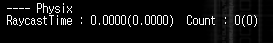 ---- Physix
RaycastTime : 0.0000(0.0000)  Count : 0(0)